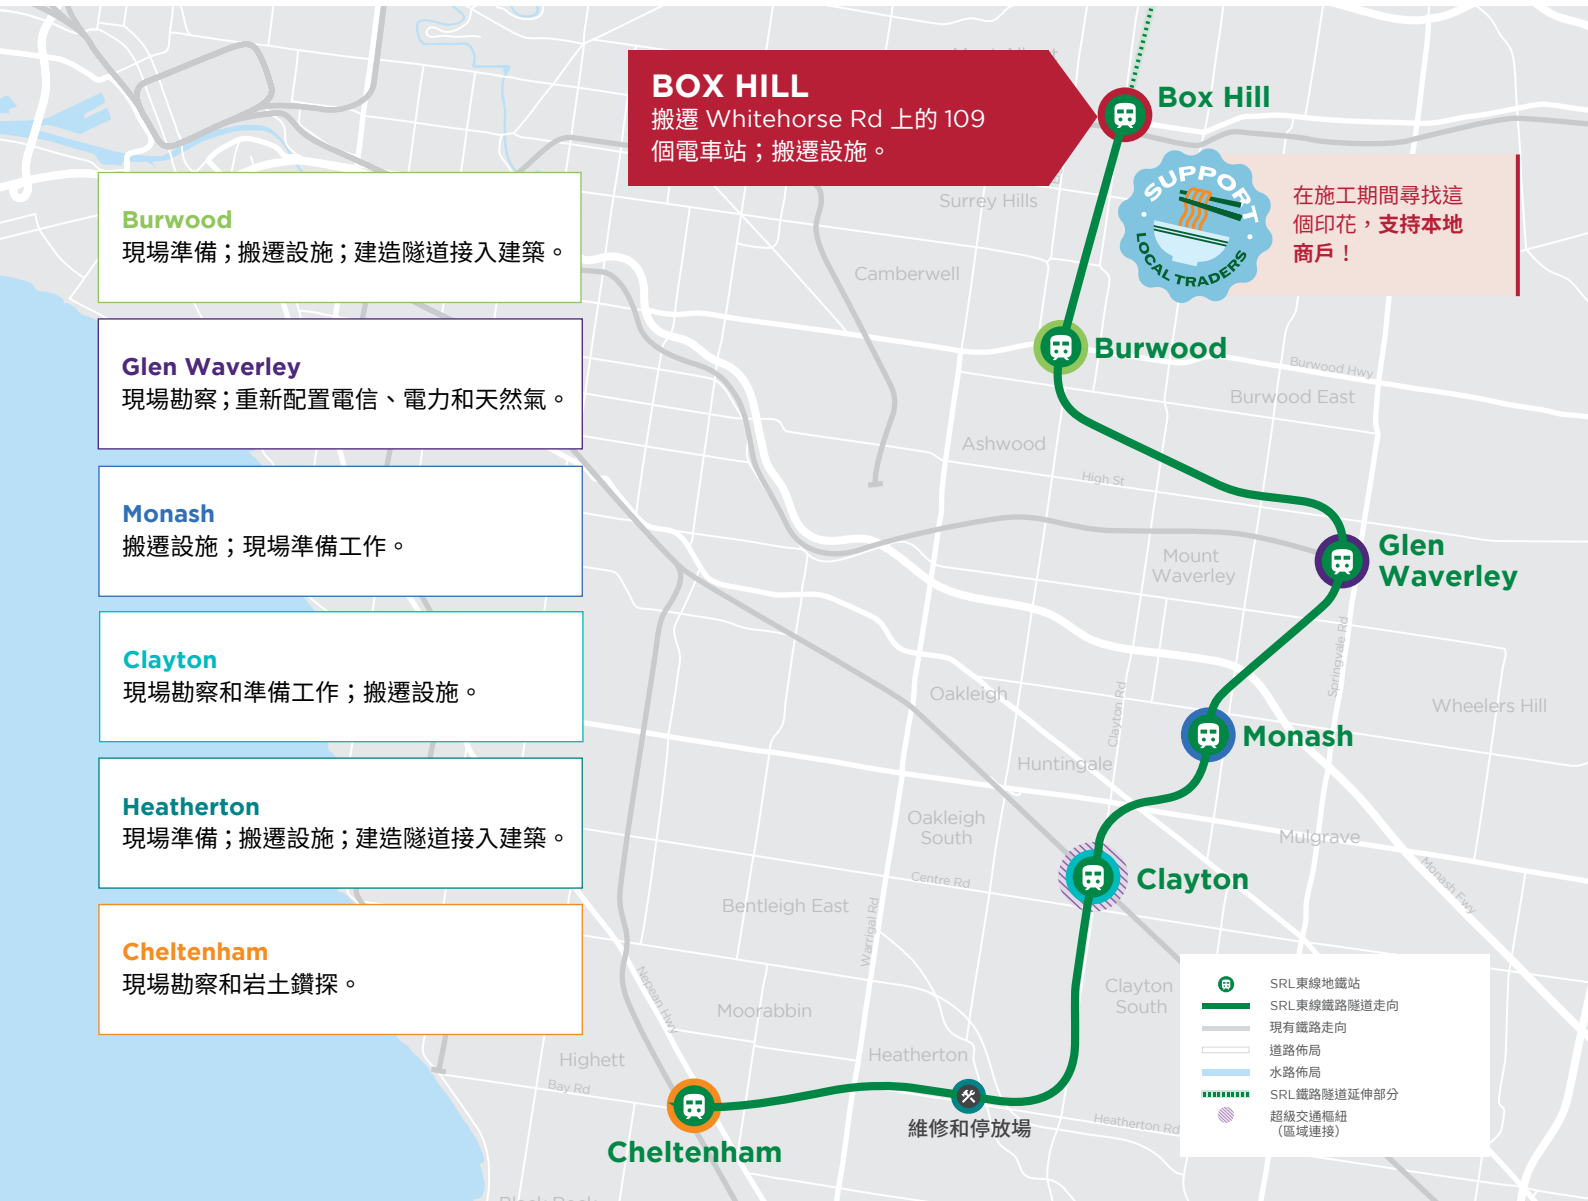 BOX HILL
搬遷 Whitehorse Rd 上的 109
個電車站；搬遷設施。
Box Hill
SUPPORT
LOCAL TRADERS
在施工期間尋找這
個印花，支持本地
商戶！
Burwood
現場準備；搬遷設施；建造隧道接入建築。
Glen Waverley
現場勘察；重新配置電信、電力和天然氣。
Monash
搬遷設施；現場準備工作。
Clayton
現場勘察和準備工作；搬遷設施。
Heatherton
現場準備；搬遷設施；建造隧道接入建築。
Cheltenham
現場勘察和岩土鑽探。
Surrey Hills
Camberwell
Burwood
Burwood Hwy
Burwood East
Ashwood
High St
Mount
Waverley
Glen
Waverley
Springvale Rd
Oakleigh
Clayton Rd
Wheelers Hill
Monash
Huntingale
Oakleigh
South
Mulgrave
Centre Rd
Clayton
Monash Fwy
Bentleigh East
Warrigal Rd
Nepean Hwy
Clayton
South
Moorabbin
Highett
Heatherton
Bay Rd
維修和停放場
Heatherton Rd
Cheltenham
SRL東線地鐵站
SRL東線鐵路隧道走向
現有鐵路走向
道路佈局
水路佈局
SRL鐵路隧道延伸部分
超級交通樞紐
（區域連接）